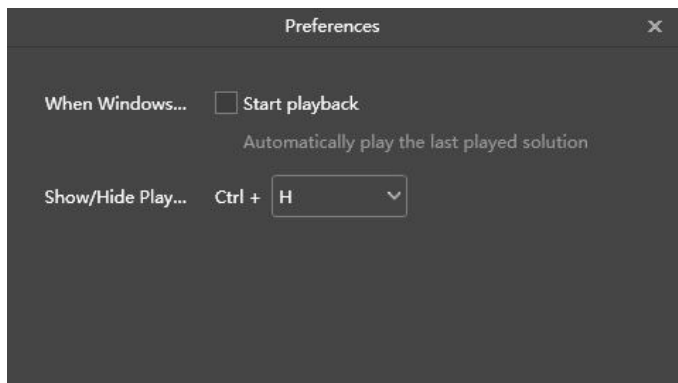 Preferences
When Windows... Start playback
Automatically play the last played solution
Show/Hide Play... Ctrl + H